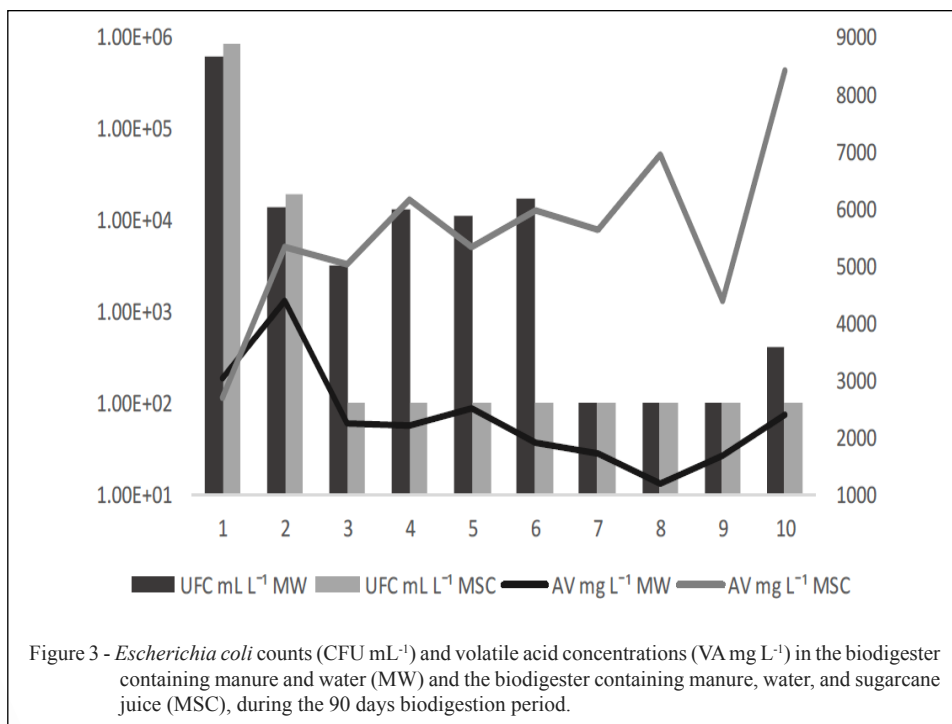 1.00E+06
1.00E+05
1.00E+04
1.00E+03
1.00E+02
1.00E+01
9000
8000
7000
6000
5000
4000
3000
2000
1000
1 2 3 4 5 6 7 8 9 10
UFC mL L⁻¹ MW UFC mL L⁻¹ MSC AV mg L⁻¹ MW AV mg L⁻¹ MSC
Figure 3 - Escherichia coli counts (CFU mL⁻¹) and volatile acid concentrations (VA mg L⁻¹) in the biodigester
containing manure and water (MW) and the biodigester containing manure, water, and sugarcane
juice (MSC), during the 90 days biodigestion period.